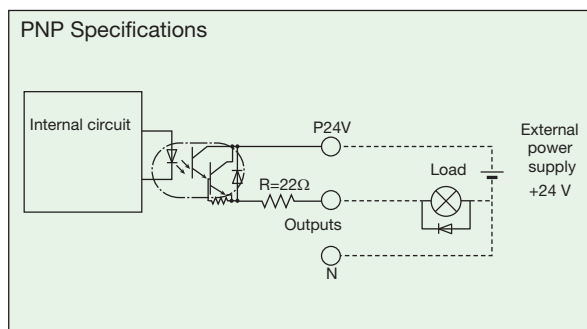 PNP Specifications
Internal circuit
P24V
External
power
supply
+24 V
Load
R=22Ω
Outputs
N